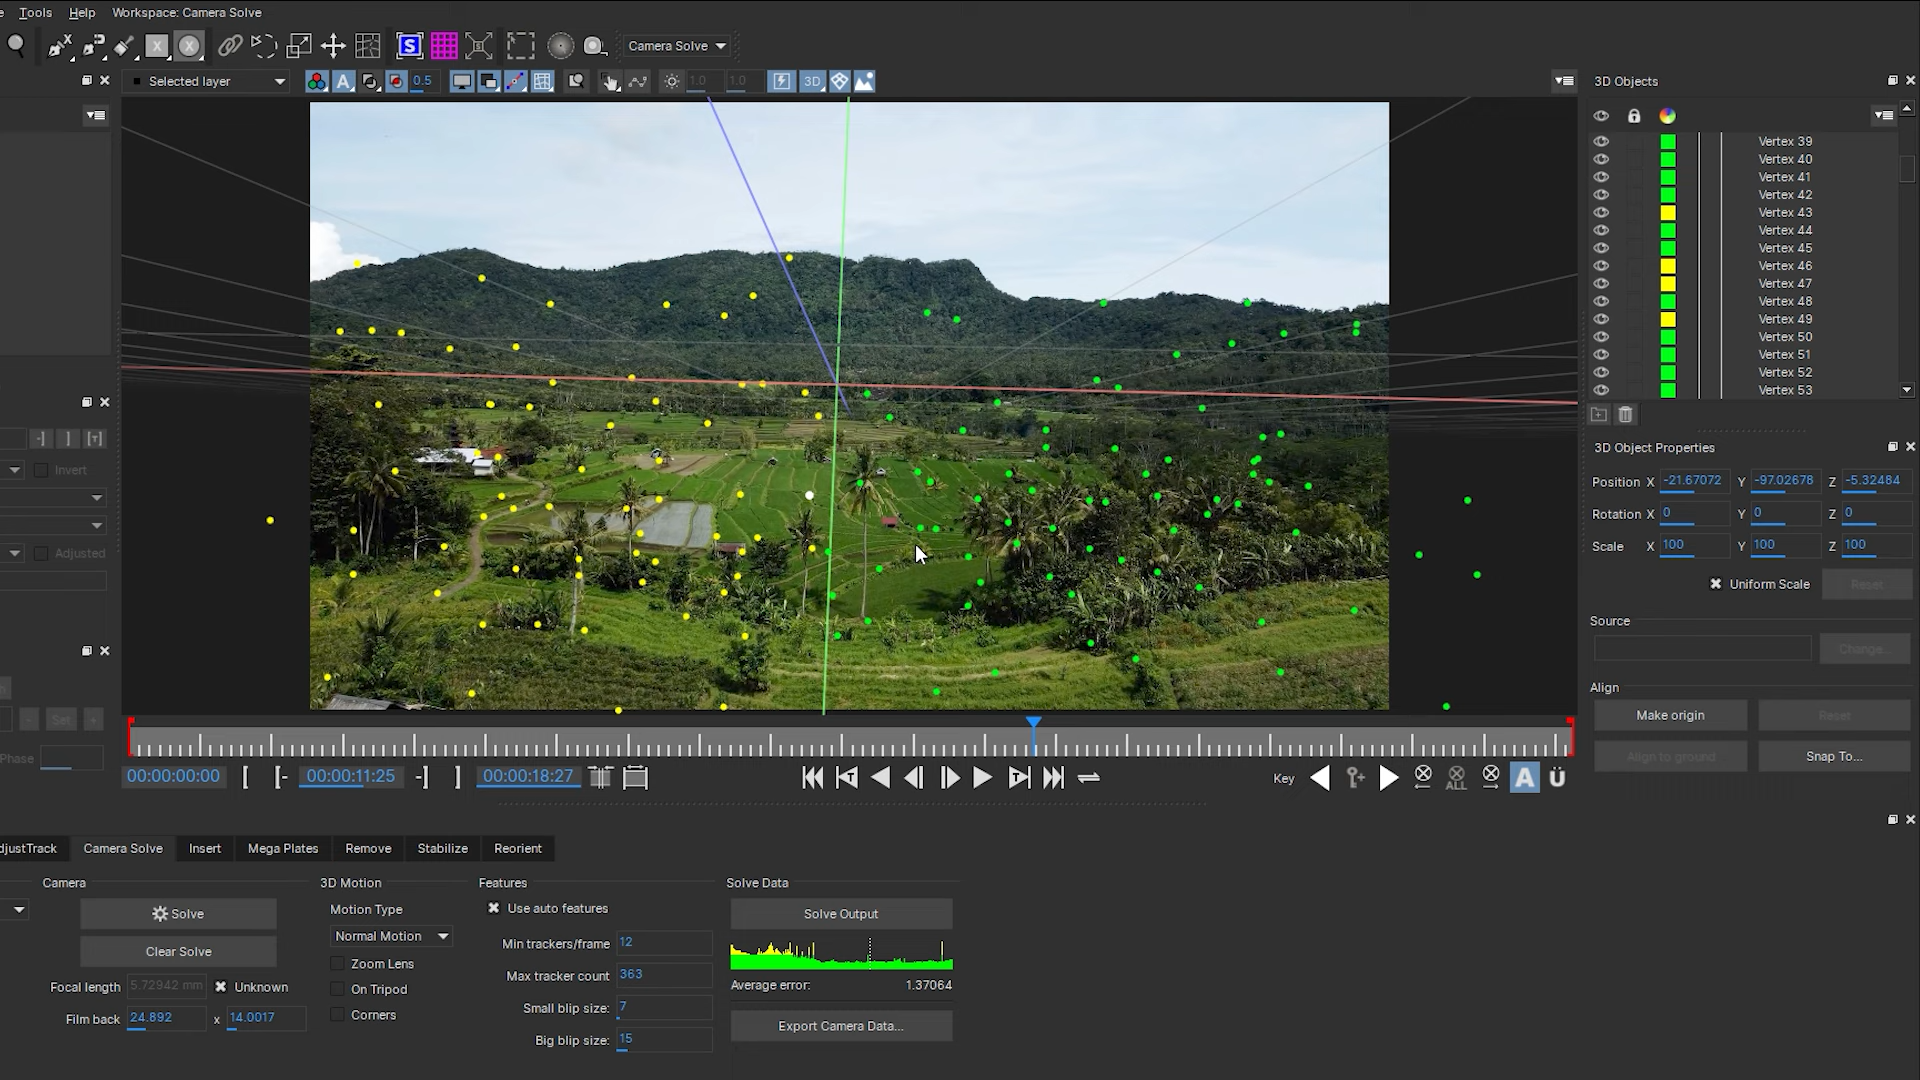 Tools Help Workspace: Camera Solve
Camera Solve
Selected layer
0.5
1.0 1.0
3D
3D Objects
Vertex 39
Vertex 40
Vertex 41
Vertex 42
Vertex 43
Vertex 44
Vertex 45
Vertex 46
Vertex 47
Vertex 48
Vertex 49
Vertex 50
Vertex 51
Vertex 52
Vertex 53
Invert
Adjusted
Set
Phase
3D Object Properties
Position X -21.67072 Y -97.02678 Z -5.32484
Rotation X 0 Y 0 Z 0
Scale X 100 Y 100 Z 100
Uniform Scale Reset
Source
Change...
Align
Make origin Reset
Align to ground Snap To...
00:00:00:00 00:00:11:25 00:00:18:27
Key ALL A Ü
djustTrack Camera Solve Insert Mega Plates Remove Stabilize Reorient
Camera
Solve
Clear Solve
Focal length 5.72942 mm Unknown
Film back 24.892 x 14.0017
3D Motion
Motion Type
Normal Motion
Zoom Lens
On Tripod
Corners
Features
Use auto features
Min trackers/frame 12
Max tracker count 363
Small blip size: 7
Big blip size: 15
Solve Data
Solve Output
Average error: 1.37064
Export Camera Data...